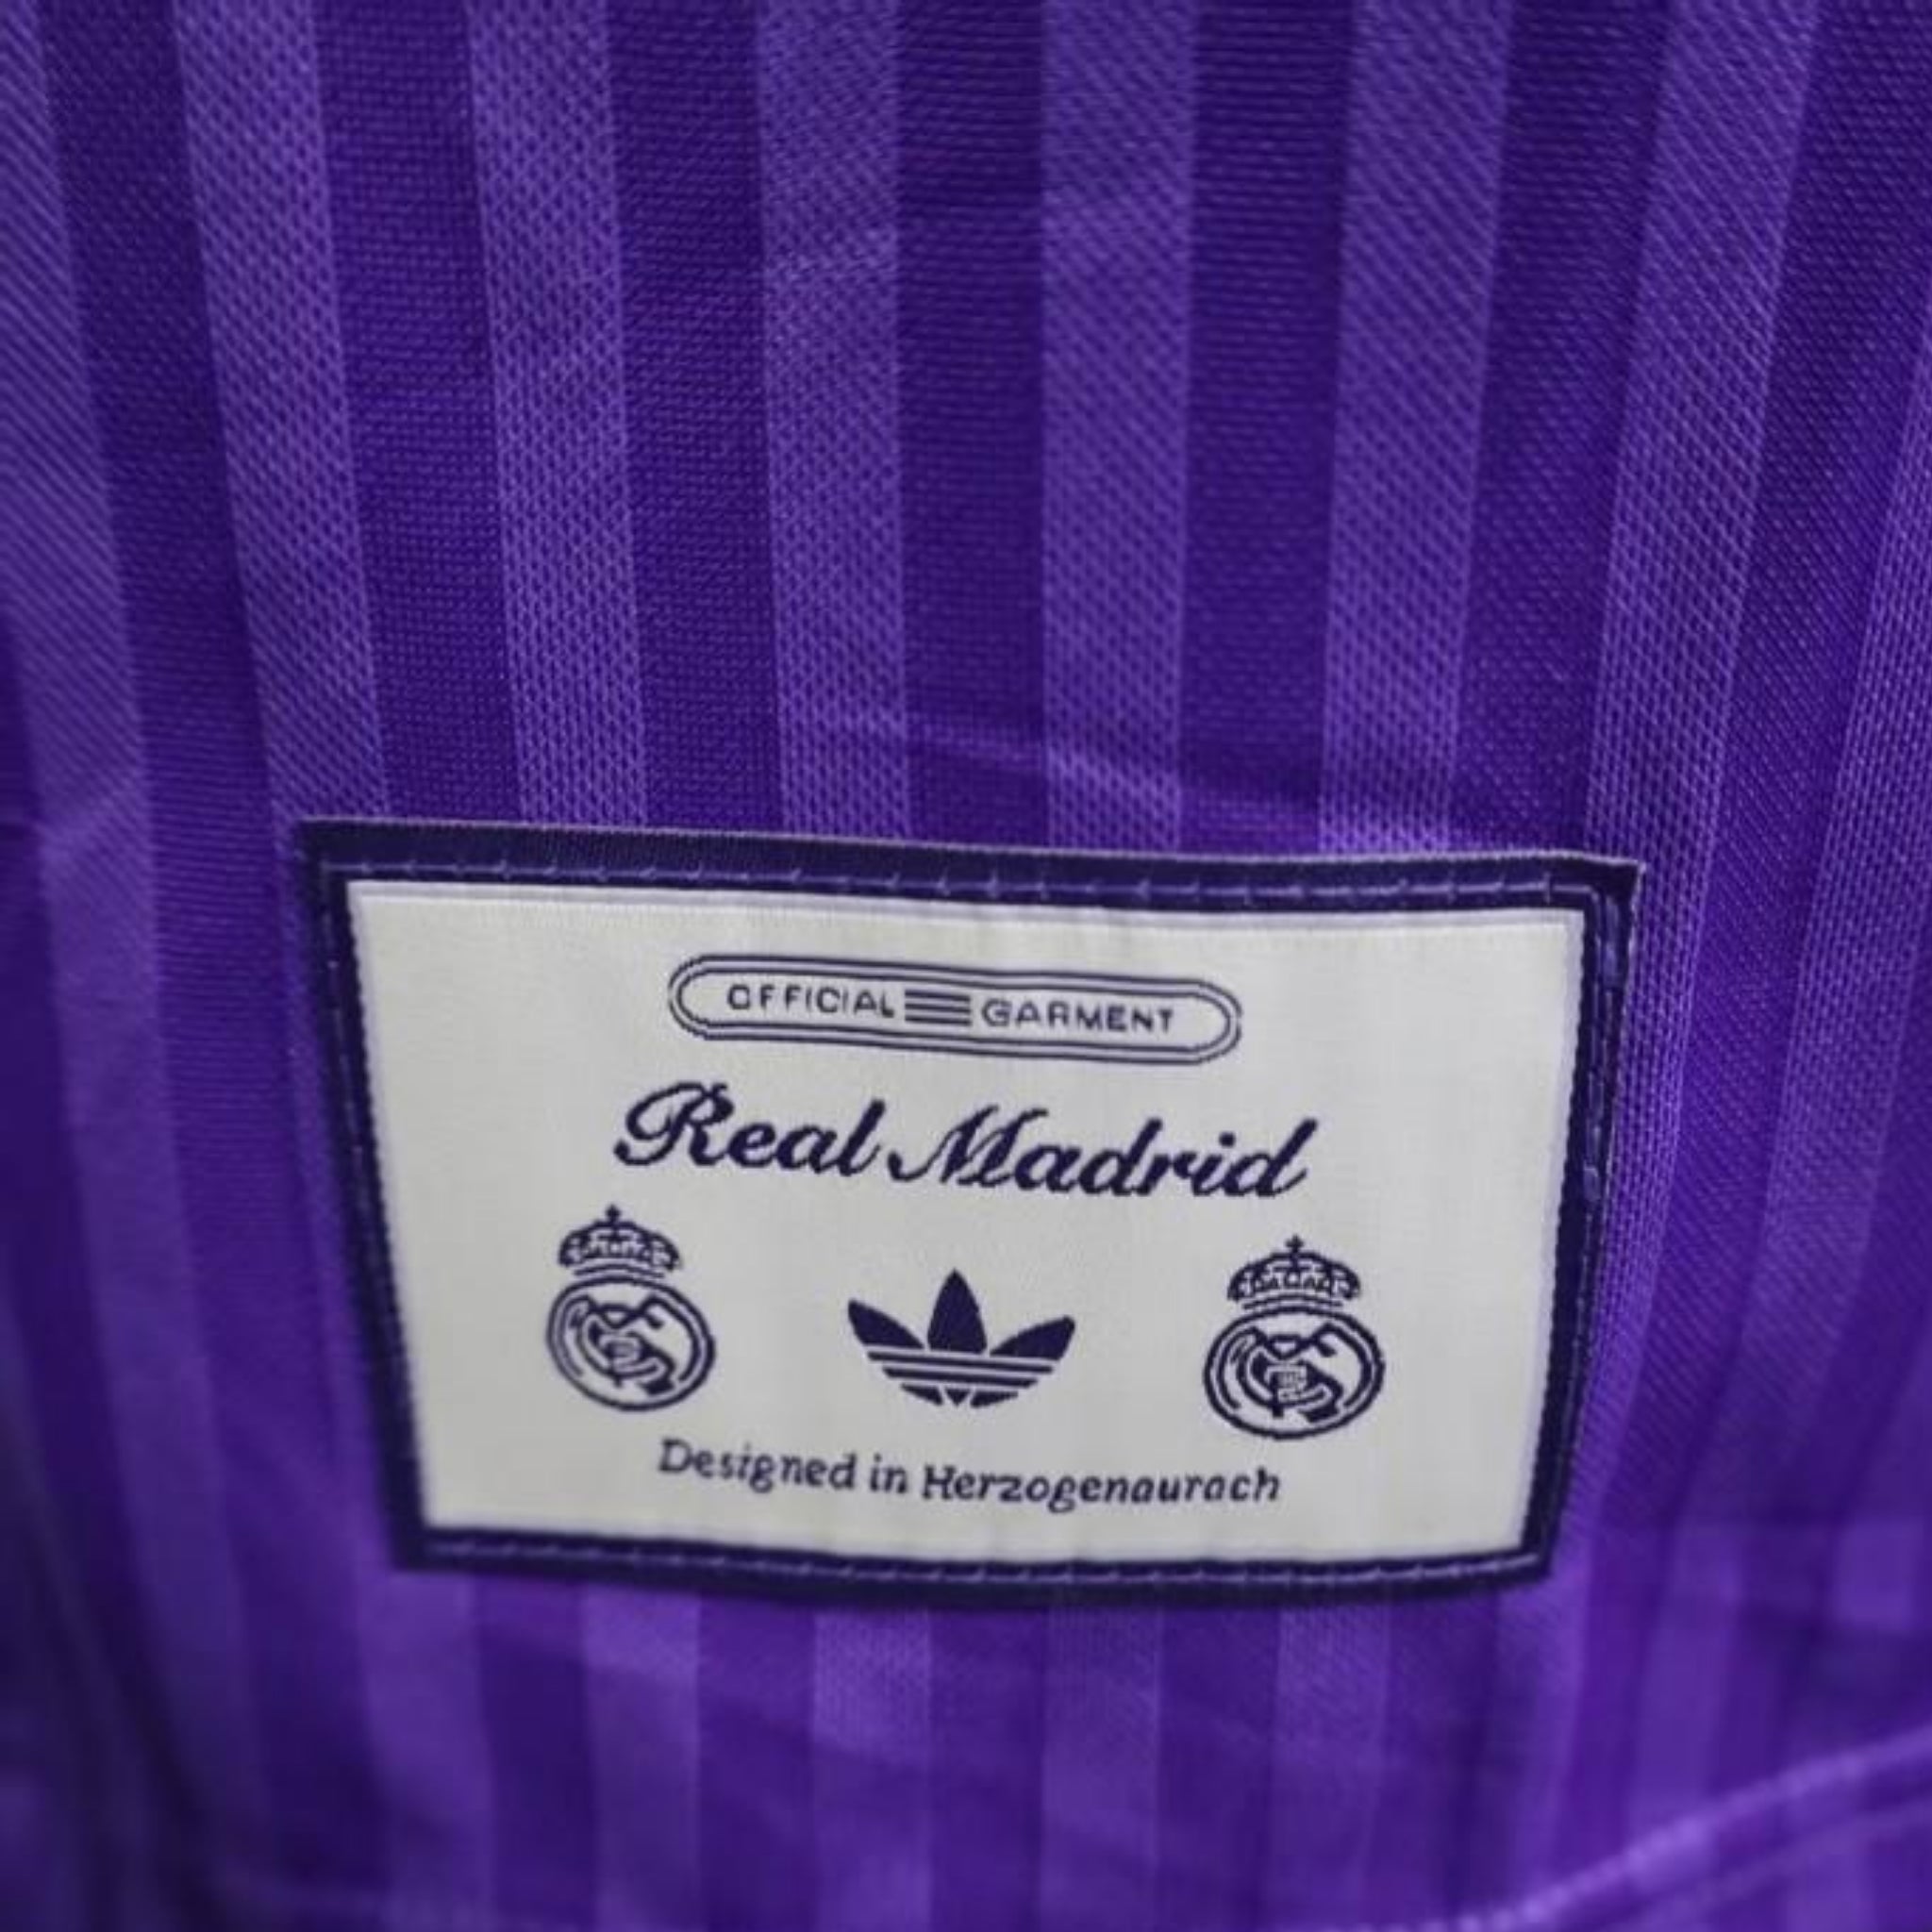 OFFICIAL GARMENT
Real Madrid
Designed in Herzogenaurach